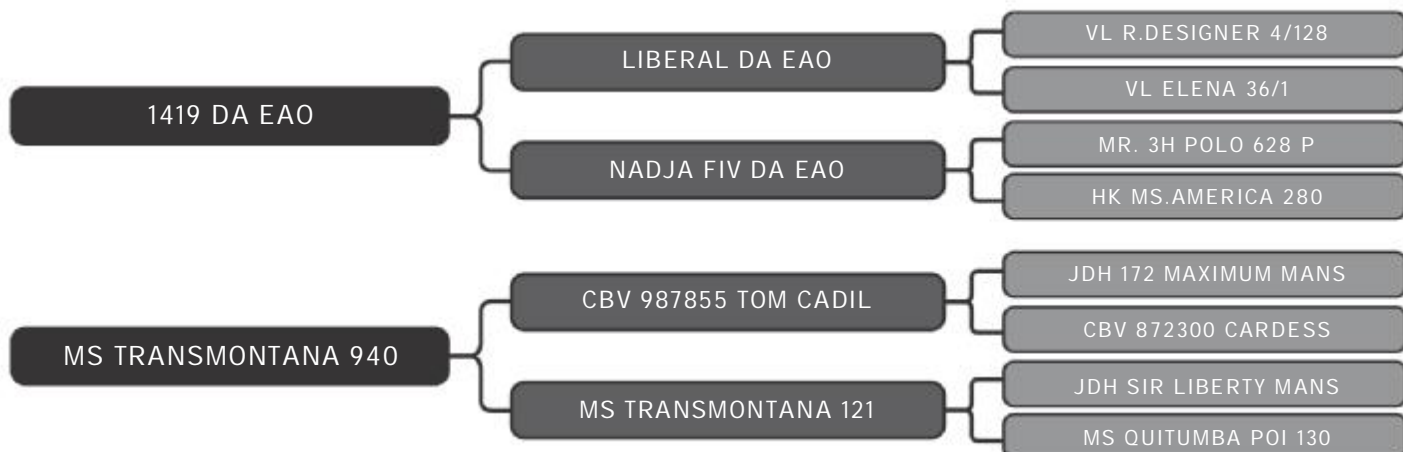 VL R.DESIGNER 4/128
LIBERAL DA EAO
VL ELENA 36/1
1419 DA EAO
MR. 3H POLO 628 P
NADJA FIV DA EAO
HK MS.AMERICA 280
JDH 172 MAXIMUM MANS
CBV 987855 TOM CADIL
CBV 872300 CARDESS
MS TRANSMONTANA 940
JDH SIR LIBERTY MANS
MS TRANSMONTANA 121
MS QUITUMBA POI 130